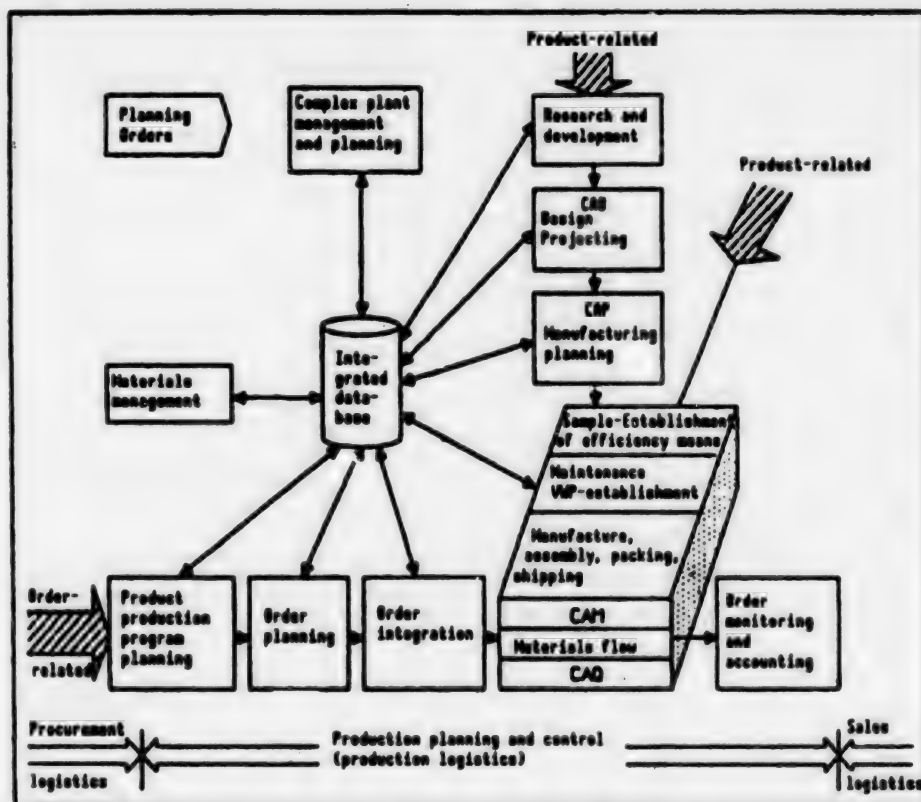 Product-related
Planning
Orders
Complex plant
management
and planning
Research and
development
Product-related
CAD
Design
Projecting
CAP
Manufacturing
planning
Inte-
grated
data-
base
Materials
management
Sample-Establishment
of efficiency means
Maintenance
VWP-establishment
Manufacture,
assembly, packing,
shipping
Order-
related
Product
production
program
planning
Order
planning
Order
integration
CAM
Materials flow
CAQ
Order
monitoring
and
accounting
Procurement
logistics
Production planning and control
(production logistics)
Sales
logistics